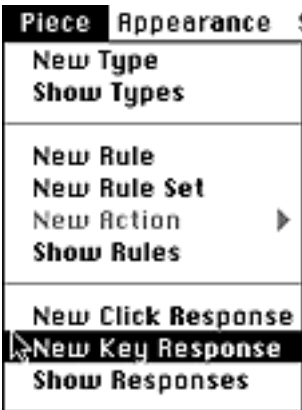 Piece Appearance
New Type
Show Types
New Rule
New Rule Set
New Action
Show Rules
New Click Response
New Key Response
Show Responses